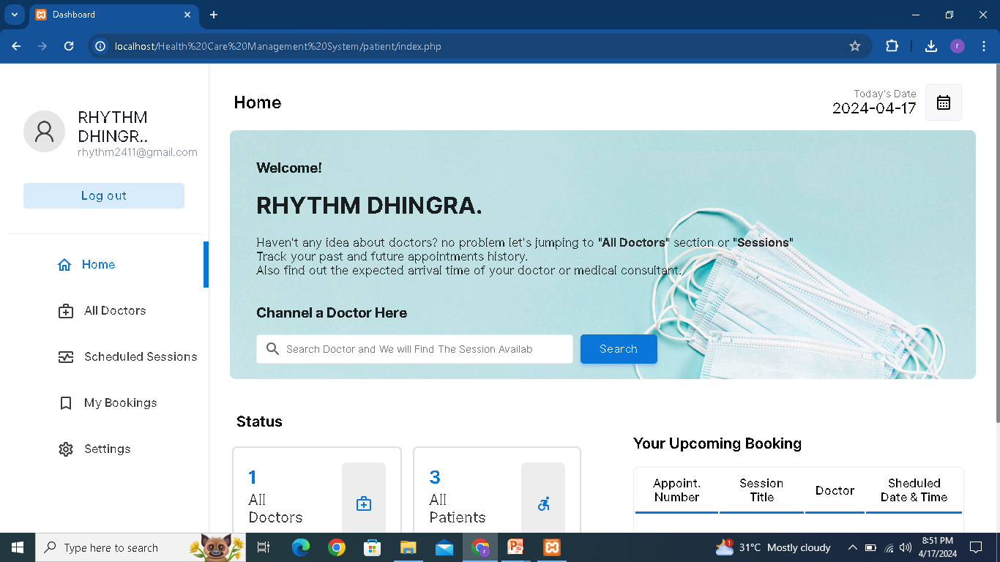 Dashboard
localhost/Health%20Care%20Management%20System/patient/index.php
r
RHYTHM
DHINGR..
rhythm2411@gmail.com
Log out
Home
All Doctors
Scheduled Sessions
My Bookings
Settings
Home
Today's Date
2024-04-17
Welcome!
RHYTHM DHINGRA.
Haven't any idea about doctors? no problem let's jumping to "All Doctors" section or "Sessions"
Track your past and future appointments history.
Also find out the expected arrival time of your doctor or medical consultant.
Channel a Doctor Here
Search Doctor and We will Find The Session Availab
Search
Status
1
All
Doctors
3
All
Patients
Your Upcoming Booking
Appoint.
Number
Session
Title
Doctor
Sheduled
Date & Time
Type here to search
r
1
31°C Mostly cloudy
8:51 PM
4/17/2024